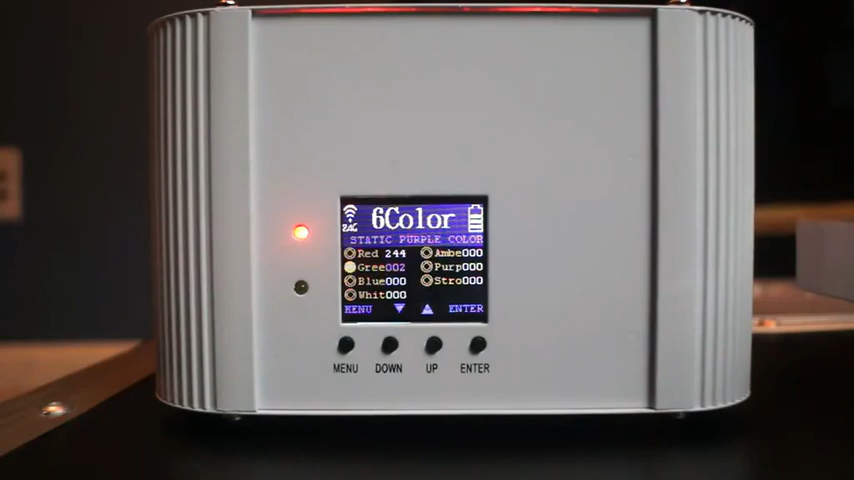 6Color
2.4G
STATIC PURPLE COLOR
Red 244 Ambe000
Gree002 Purp000
Blue000 Stro000
Whit000
MENU ENTER
MENU DOWN UP ENTER